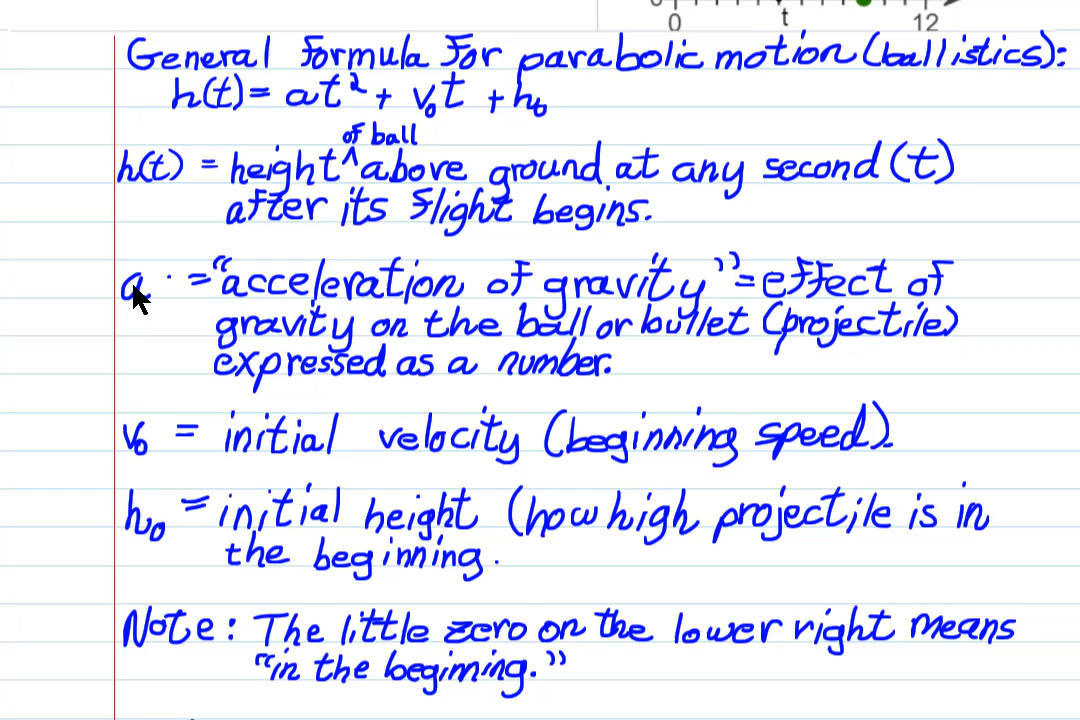 0 t 12
General formula for parabolic motion (ballistics):
h(t) = at² + v₀t + h₀
of ball
h(t) = height ^ above ground at any second (t)
after its flight begins.
a = "acceleration of gravity" = effect of
gravity on the ball or bullet (projectile)
expressed as a number.
v₀ = initial velocity (beginning speed).
h₀ = initial height (how high projectile is in
the beginning.
Note: The little zero on the lower right means
"in the beginning."